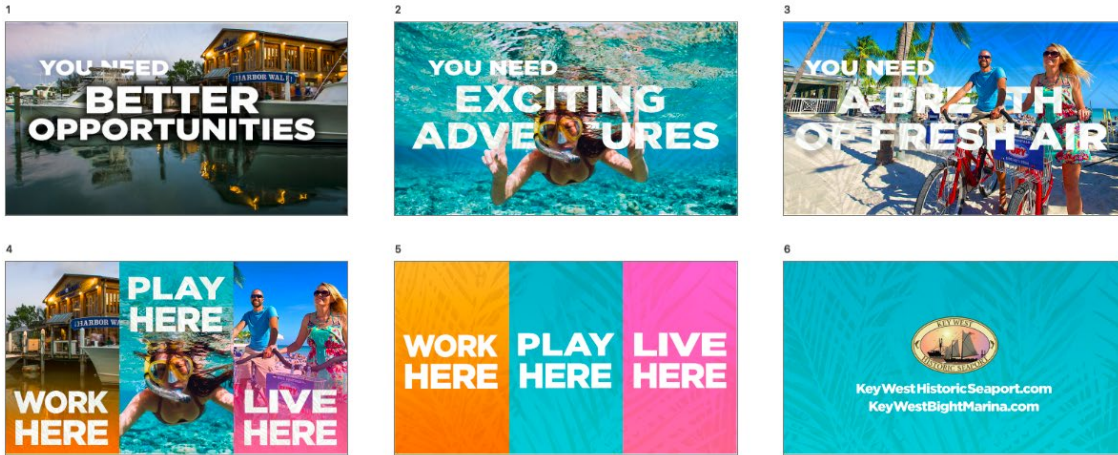 1
YOU NEED
BETTER
OPPORTUNITIES
HARBOR WALK
2
YOU NEED
EXCITING
ADVENTURES
3
YOU NEED
A BREATH
OF FRESH AIR
4
WORK
HERE
HARBOR WA
PLAY
HERE
LIVE
HERE
5
WORK
HERE
PLAY
HERE
LIVE
HERE
6
KEY WEST
HISTORIC SEAPORT
KeyWestHistoricSeaport.com
KeyWestBightMarina.com